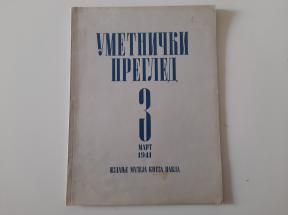 УМЕТНИЧКИ
ПРЕГЛЕД
3
МАРТ
1941
ИЗДАЊЕ МУЗЕЈА КНЕЗА ПАВЛА